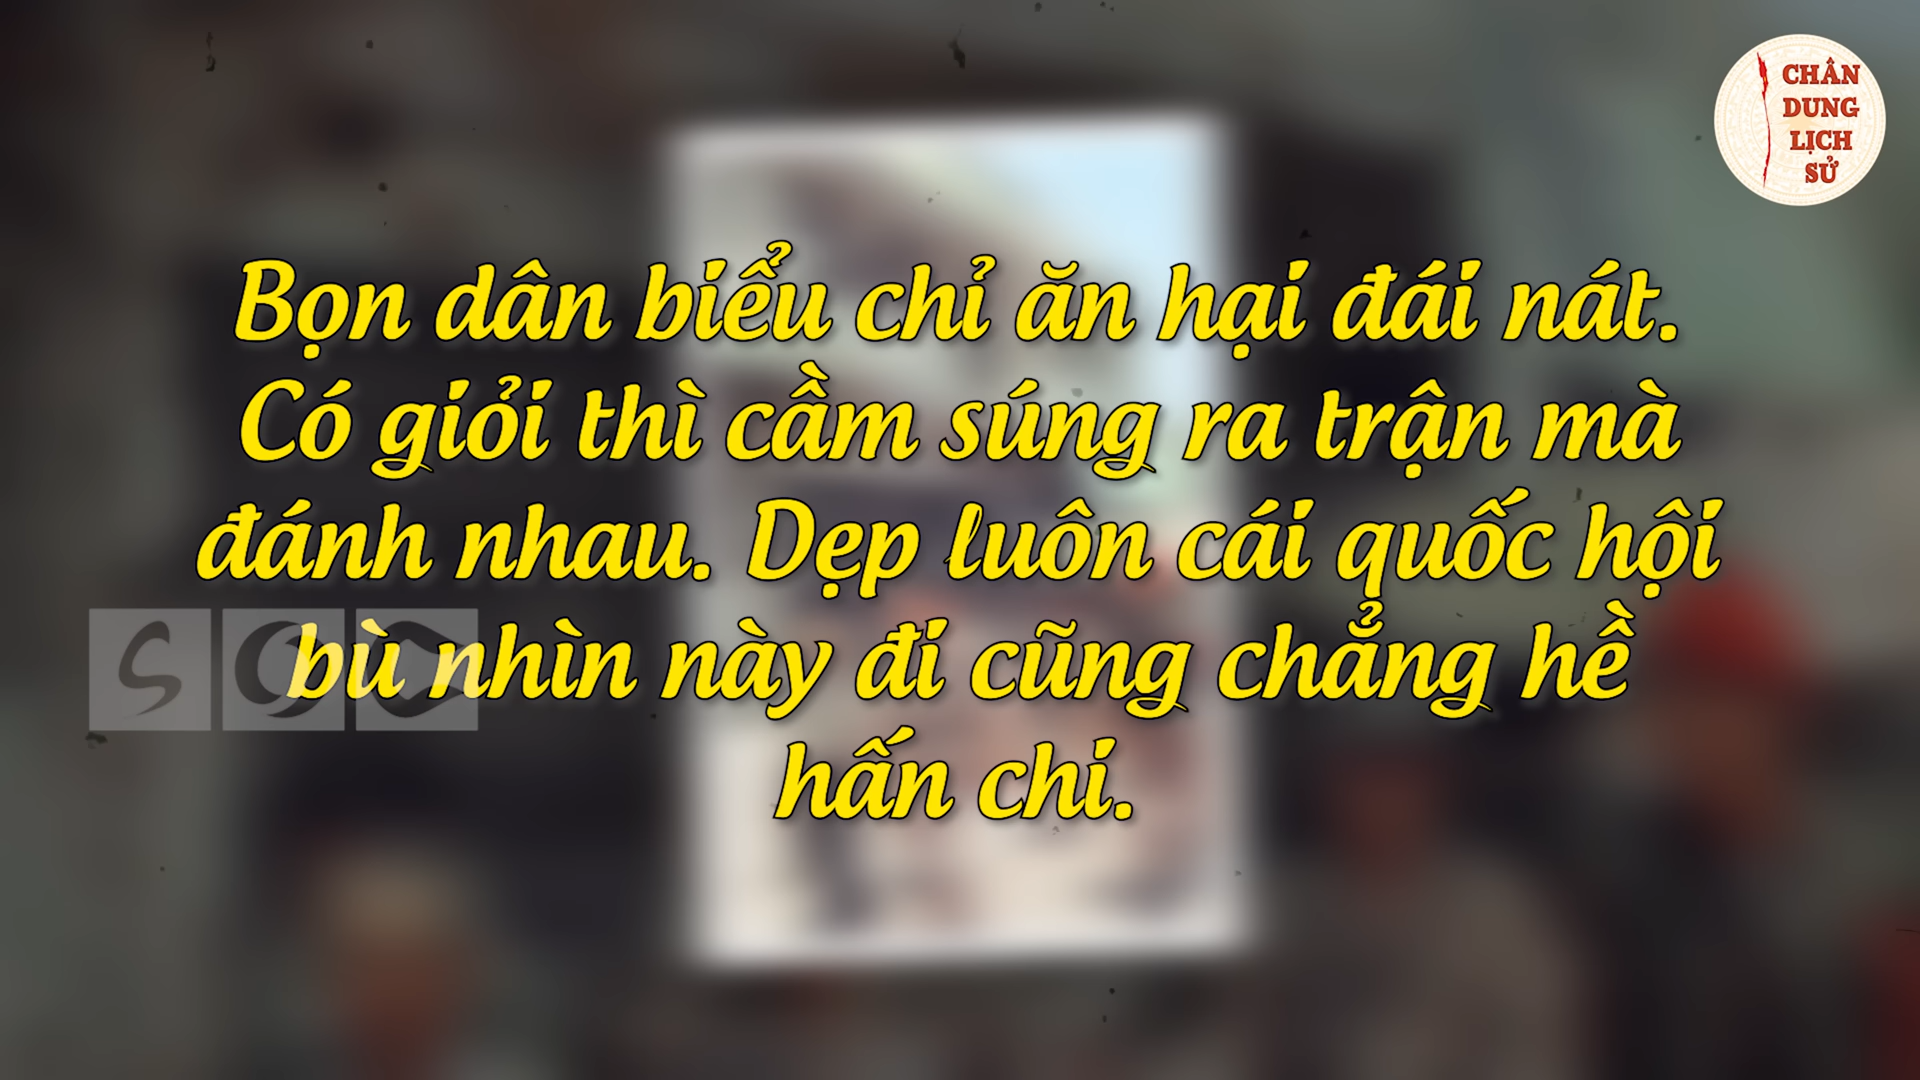 CHÂN
DUNG
LỊCH
SỬ
Bọn dân biểu chỉ ăn hại đái nát.
Có giỏi thì cầm súng ra trận mà
đánh nhau. Dẹp luôn cái quốc hội
bù nhìn này đi cũng chẳng hề
hấn chi.